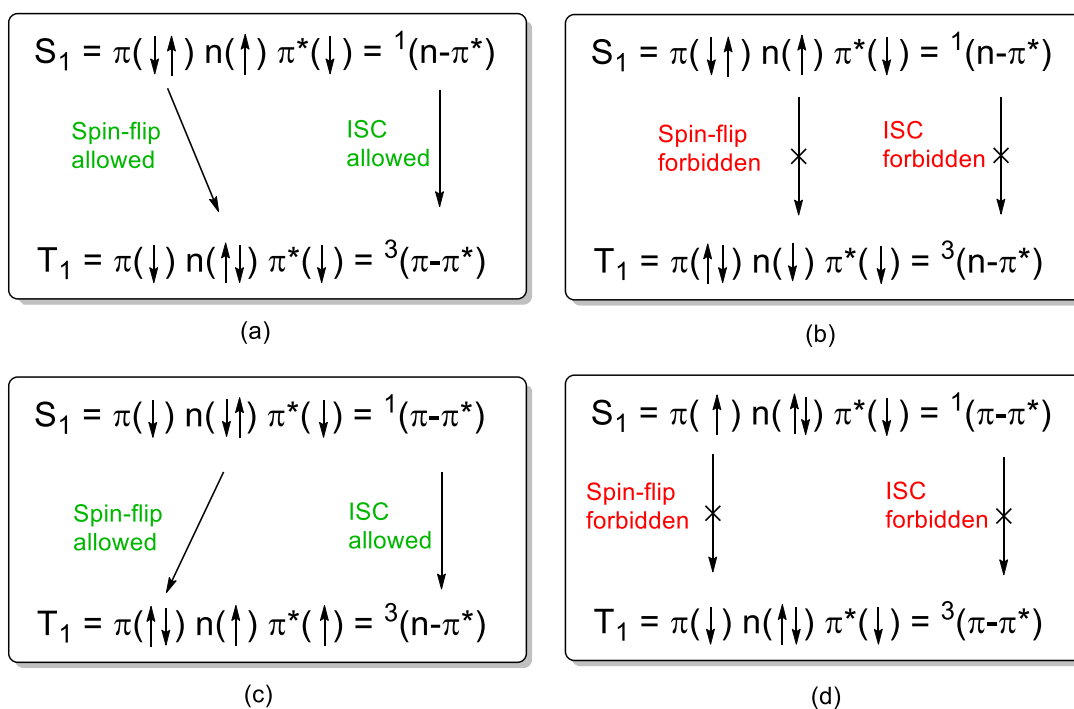 S₁ = π(↓↑) n(↑) π*(↓) = ¹(n-π*)
Spin-flip
allowed
ISC
allowed
T₁ = π(↓) n(↑↓) π*(↓) = ³(π-π*)
(a)
S₁ = π(↓↑) n(↑) π*(↓) = ¹(n-π*)
Spin-flip
forbidden
ISC
forbidden
T₁ = π(↑↓) n(↓) π*(↓) = ³(n-π*)
(b)
S₁ = π(↓) n(↓↑) π*(↓) = ¹(π-π*)
Spin-flip
allowed
ISC
allowed
T₁ = π(↑↓) n(↑) π*(↑) = ³(n-π*)
(c)
S₁ = π( ↑ ) n(↑↓) π*(↓) = ¹(π-π*)
Spin-flip
forbidden
ISC
forbidden
T₁ = π(↓) n(↑↓) π*(↓) = ³(π-π*)
(d)